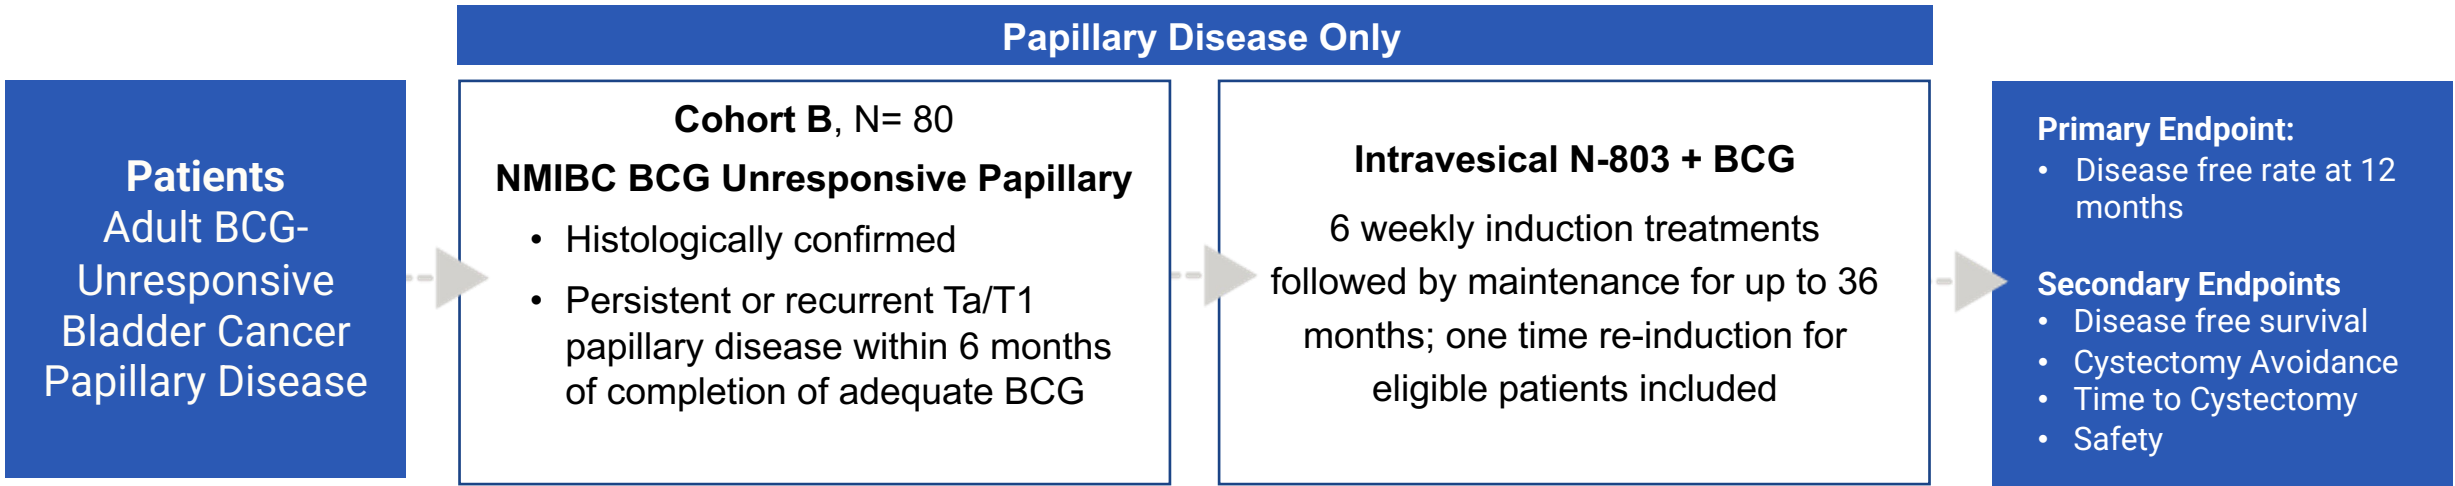 Papillary Disease Only
Patients
Adult BCG-
Unresponsive
Bladder Cancer
Papillary Disease
Cohort B, N= 80
NMIBC BCG Unresponsive Papillary
• Histologically confirmed
• Persistent or recurrent Ta/T1
papillary disease within 6 months
of completion of adequate BCG
Intravesical N-803 + BCG
6 weekly induction treatments
followed by maintenance for up to 36
months; one time re-induction for
eligible patients included
Primary Endpoint:
• Disease free rate at 12
months
Secondary Endpoints
• Disease free survival
• Cystectomy Avoidance
• Time to Cystectomy
• Safety